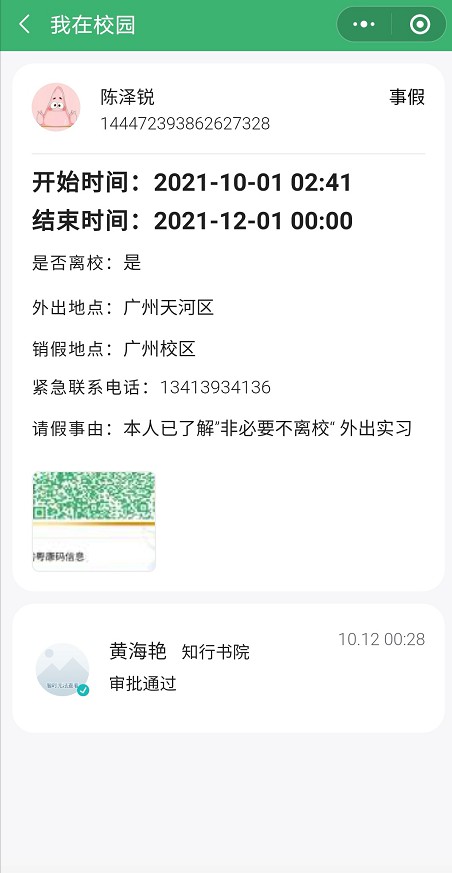 我在校园
陈泽锐
事假
144472393862627328
开始时间：2021-10-01 02:41
结束时间：2021-12-01 00:00
是否离校：是
外出地点：广州天河区
销假地点：广州校区
紧急联系电话：13413934136
请假事由：本人已了解”非必要不离校“ 外出实习
粤康码信息
黄海艳 知行书院
10.12 00:28
审批通过